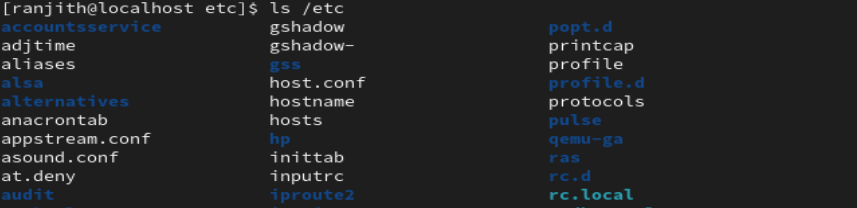 [ranjith@localhost etc]$ ls /etc
accountsservice gshadow popt.d
adjtime gshadow- printcap
aliases gss profile
alsa host.conf profile.d
alternatives hostname protocols
anacrontab hosts pulse
appstream.conf hp qemu-ga
asound.conf inittab ras
at.deny inputrc rc.d
audit iproute2 rc.local